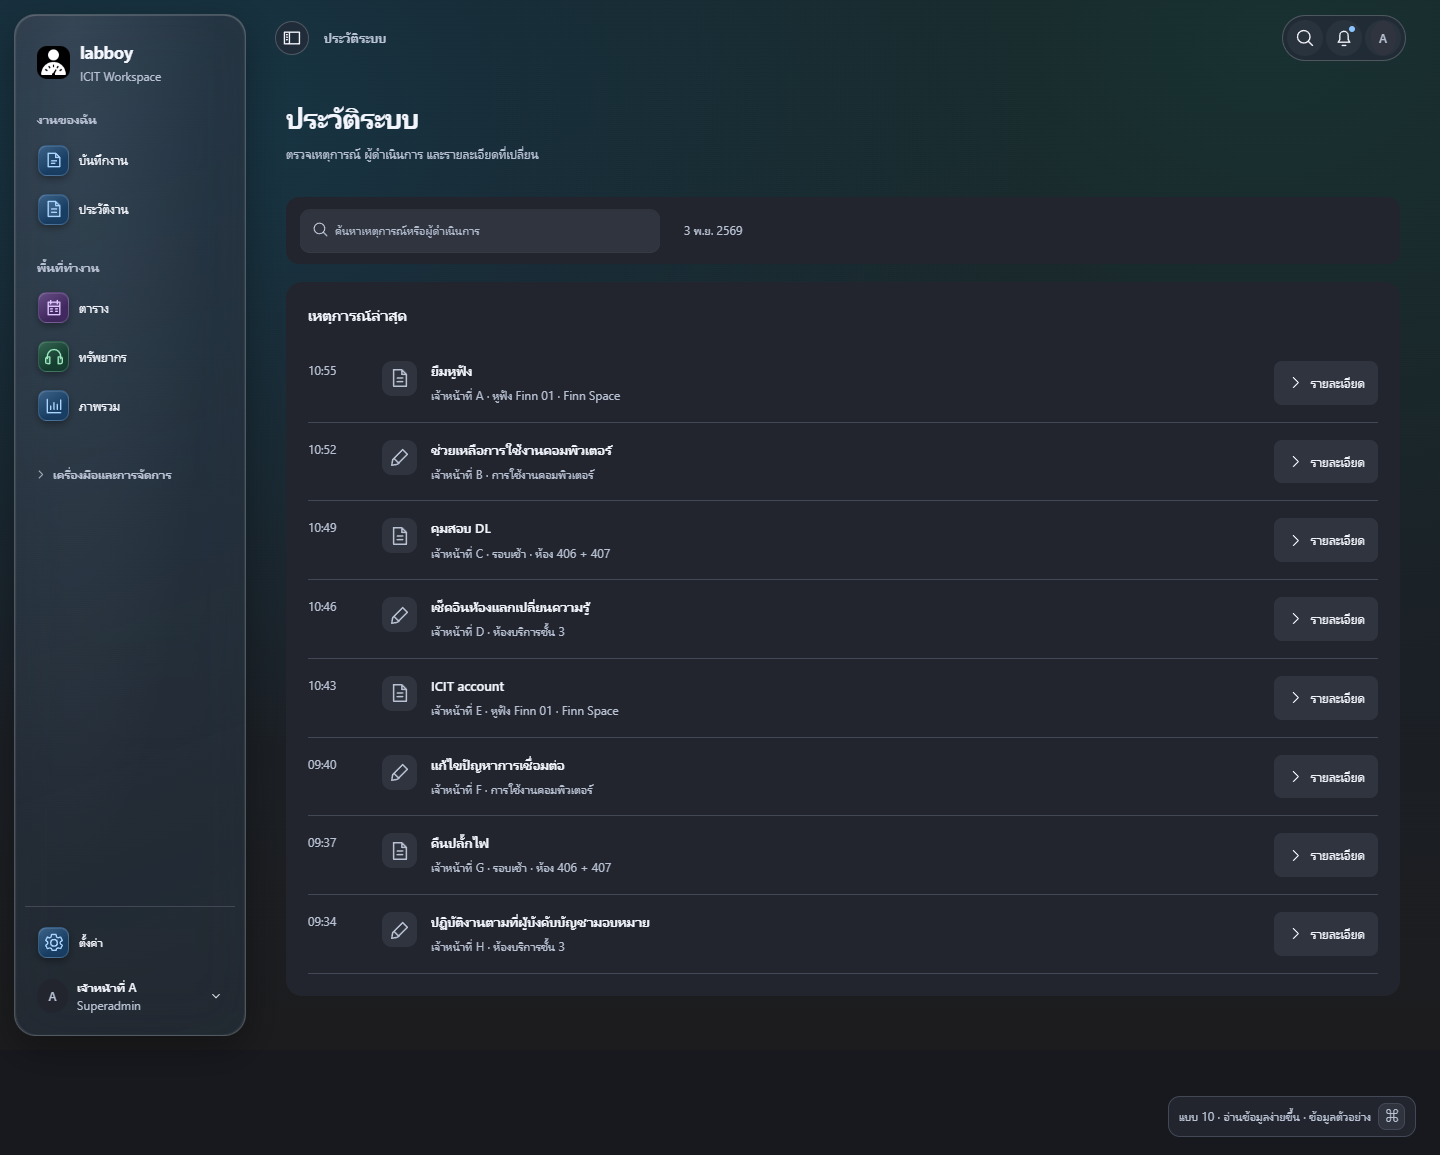 labboy
ICIT Workspace
งานของฉัน
บันทึกงาน
ประวัติงาน
พื้นที่ทำงาน
ตาราง
ทรัพยากร
ภาพรวม
เครื่องมือและการจัดการ
ตั้งค่า
A
เจ้าหน้าที่ A
Superadmin
ประวัติระบบ
A
ประวัติระบบ
ตรวจเหตุการณ์ ผู้ดำเนินการ และรายละเอียดที่เปลี่ยน
ค้นหาเหตุการณ์หรือผู้ดำเนินการ
3 พ.ย. 2569
เหตุการณ์ล่าสุด
10:55
ยืมหูฟัง
เจ้าหน้าที่ A · หูฟัง Finn 01 · Finn Space
รายละเอียด
10:52
ช่วยเหลือการใช้งานคอมพิวเตอร์
เจ้าหน้าที่ B · การใช้งานคอมพิวเตอร์
รายละเอียด
10:49
คุมสอบ DL
เจ้าหน้าที่ C · รอบเช้า · ห้อง 406 + 407
รายละเอียด
10:46
เช็คอินห้องแลกเปลี่ยนความรู้
เจ้าหน้าที่ D · ห้องบริการชั้น 3
รายละเอียด
10:43
ICIT account
เจ้าหน้าที่ E · หูฟัง Finn 01 · Finn Space
รายละเอียด
09:40
แก้ไขปัญหาการเชื่อมต่อ
เจ้าหน้าที่ F · การใช้งานคอมพิวเตอร์
รายละเอียด
09:37
คืนปลั๊กไฟ
เจ้าหน้าที่ G · รอบเช้า · ห้อง 406 + 407
รายละเอียด
09:34
ปฏิบัติงานตามที่ผู้บังคับบัญชามอบหมาย
เจ้าหน้าที่ H · ห้องบริการชั้น 3
รายละเอียด
แบบ 10 · อ่านข้อมูลง่ายขึ้น · ข้อมูลตัวอย่าง ⌘